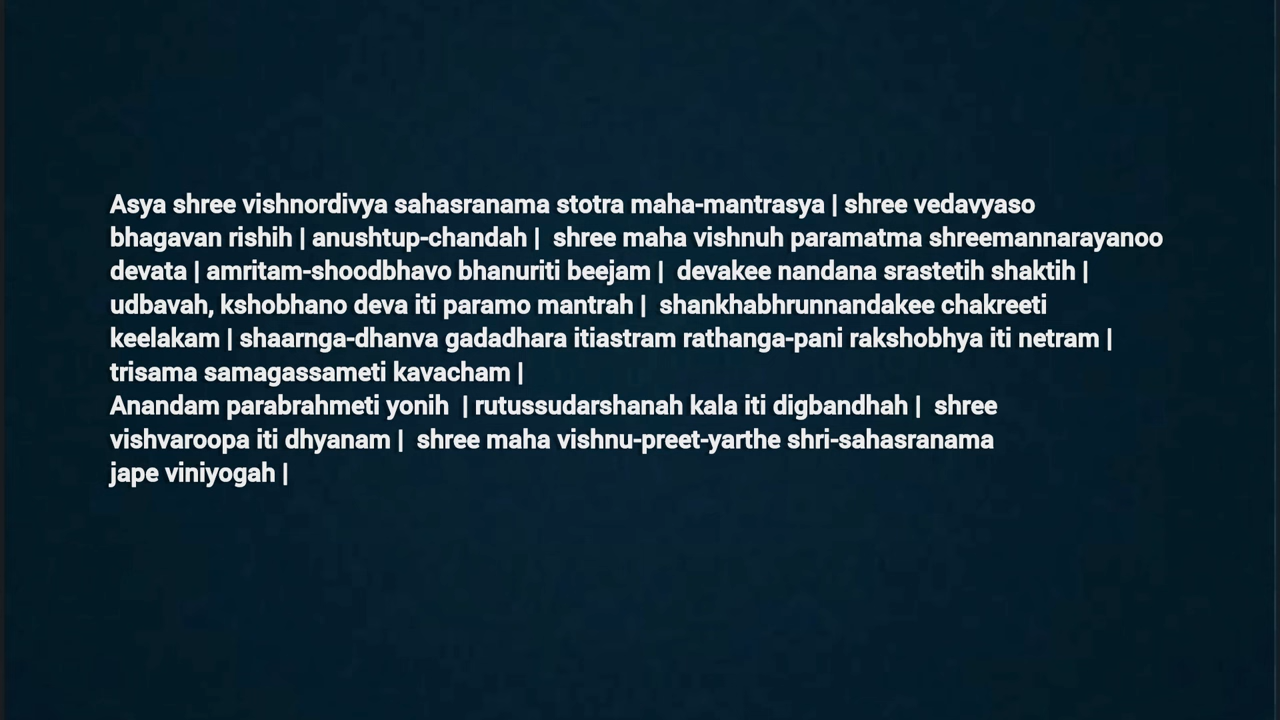 Asya shree vishnordivya sahasranama stotra maha-mantrasya | shree vedavyaso
bhagavan rishih | anushtup-chandah |  shree maha vishnuh paramatma shreemannarayanoo
devata | amritam-shoodbhavo bhanuriti beejam |  devakee nandana srastetih shaktih |
udbavah, kshobhano deva iti paramo mantrah |  shankhabhrunnandakee chakreeti
keelakam | shaarnga-dhanva gadadhara itiastram rathanga-pani rakshobhya iti netram |
trisama samagassameti kavacham |
Anandam parabrahmeti yonih  | rutussudarshanah kala iti digbandhah |  shree
vishvaroopa iti dhyanam |  shree maha vishnu-preet-yarthe shri-sahasranama
jape viniyogah |